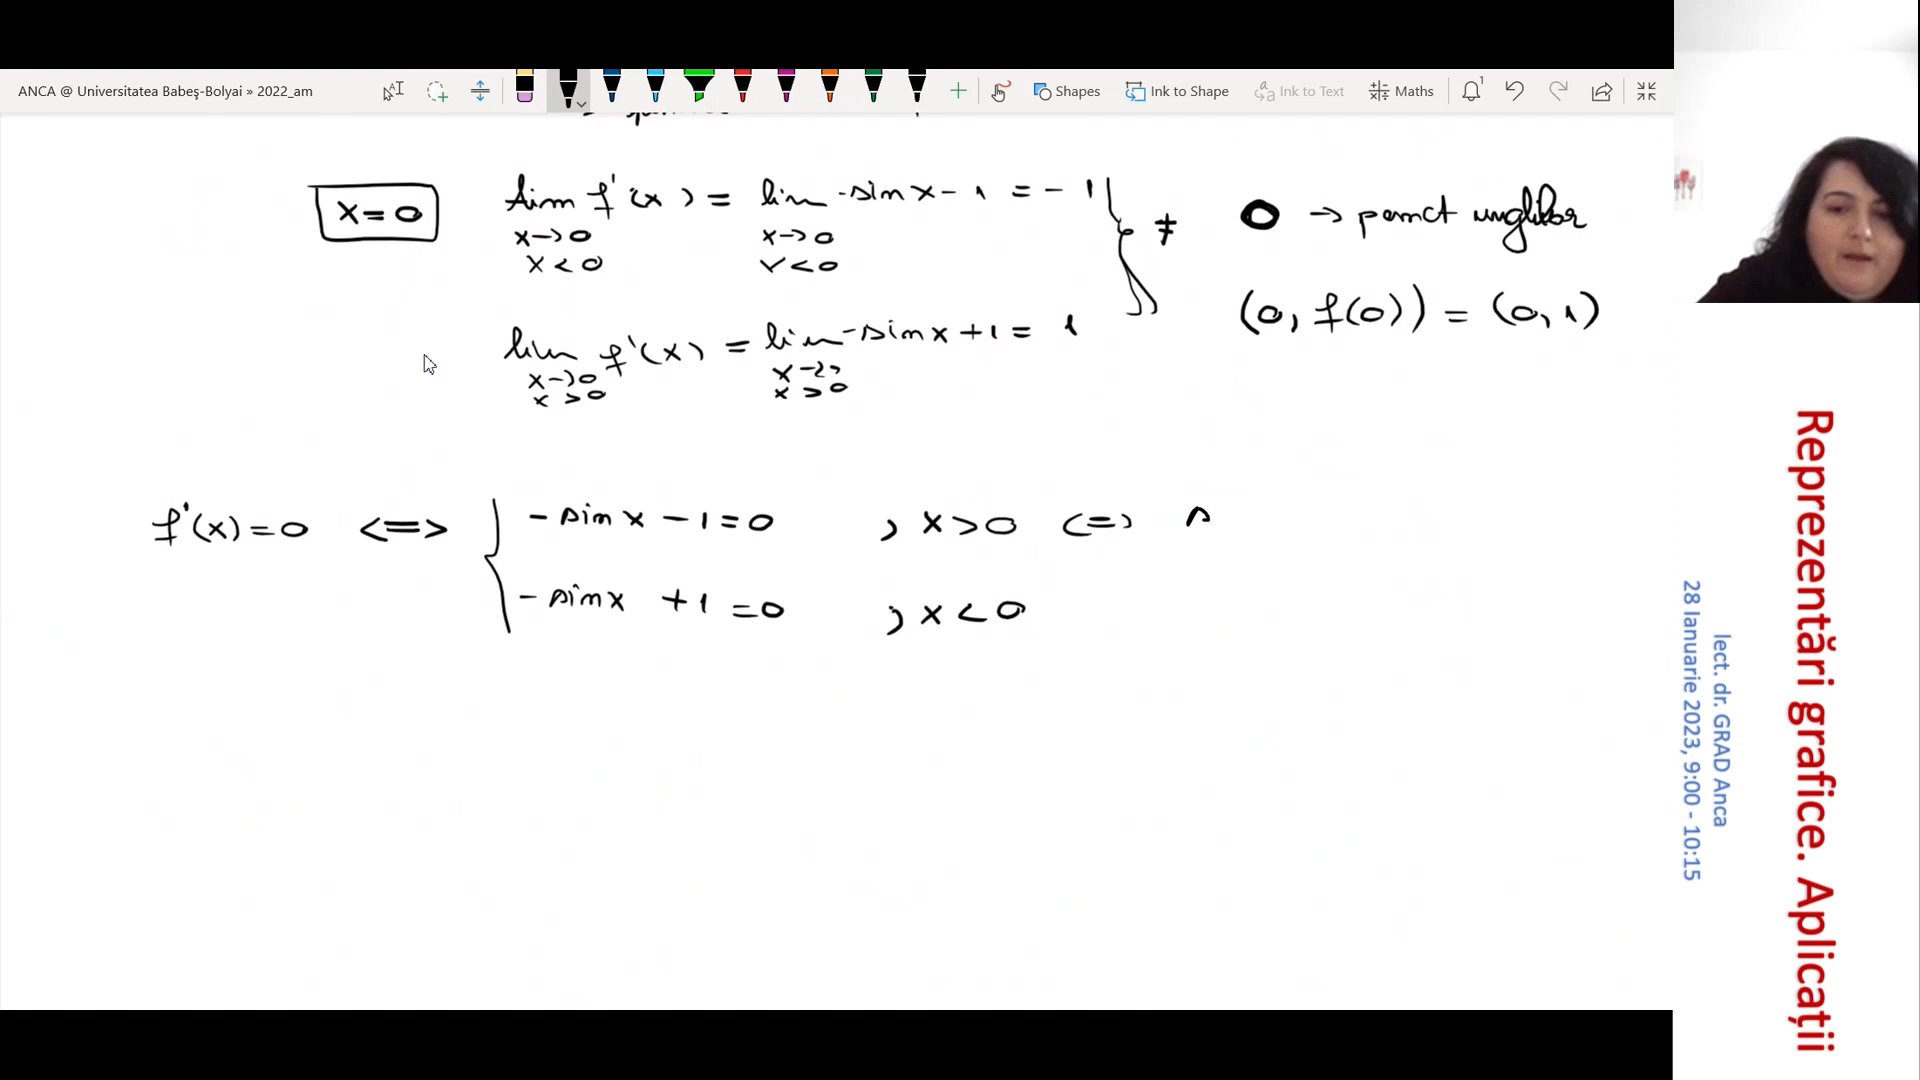 ANCA @ Universitatea Babeş-Bolyai » 2022_am
Shapes
Ink to Shape
Ink to Text
Maths
1
x=0
lim f'(x) = lim -sin x - 1 = -1
x→0 x→0
x<0 x<0
≠
0 → punct unghiular
(0, f(0)) = (0, 1)
lim f'(x) = lim -sin x + 1 = 1
x→0
x>0 x>0
f'(x) = 0 <=> { -sin x - 1 = 0 , x > 0 <=> s
-sin x + 1 = 0 , x < 0
Reprezentări grafice. Aplicații
lect. dr. GRAD Anca
28 Ianuarie 2023, 9:00 - 10:15